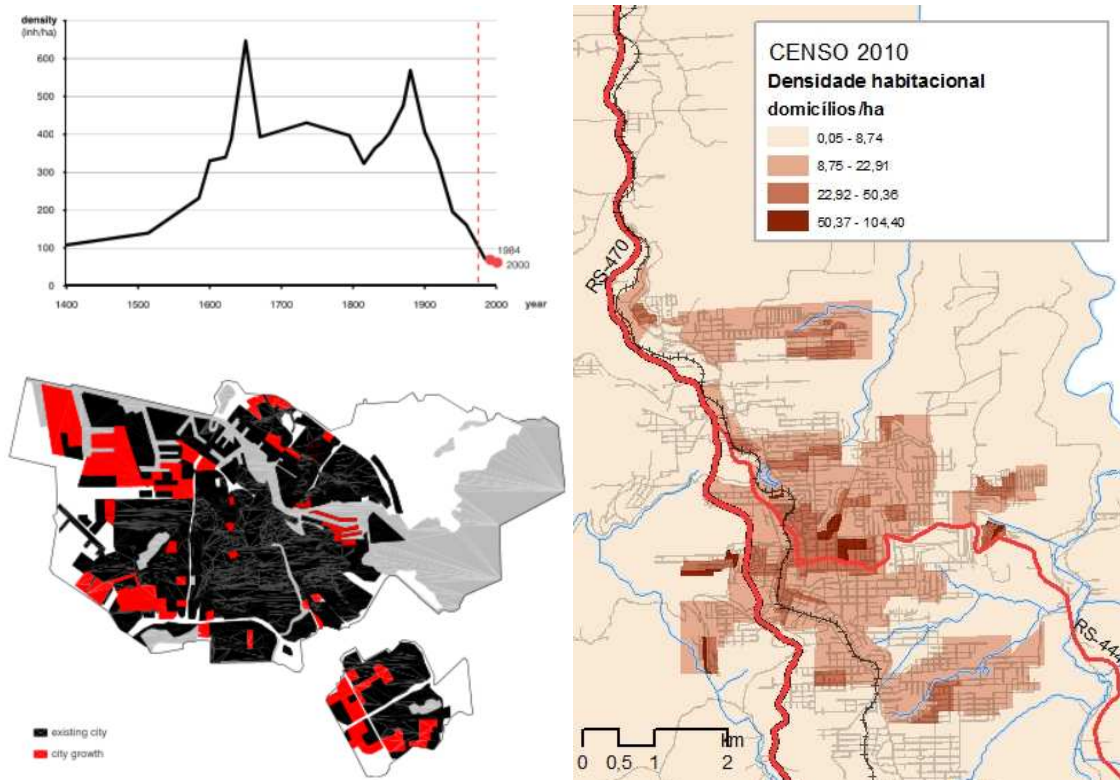 density
(inh/ha)
600
500
400
300
200
100
0
1984
2000
1400
1500
1600
1700
1800
1900
2000
year
existing city
city growth
CENSO 2010
Densidade habitacional
domicílios/ha
0,05 - 8,74
8,75 - 22,91
22,92 - 50,36
50,37 - 104,40
RS-470
RS-444
km
0 0,5 1 2